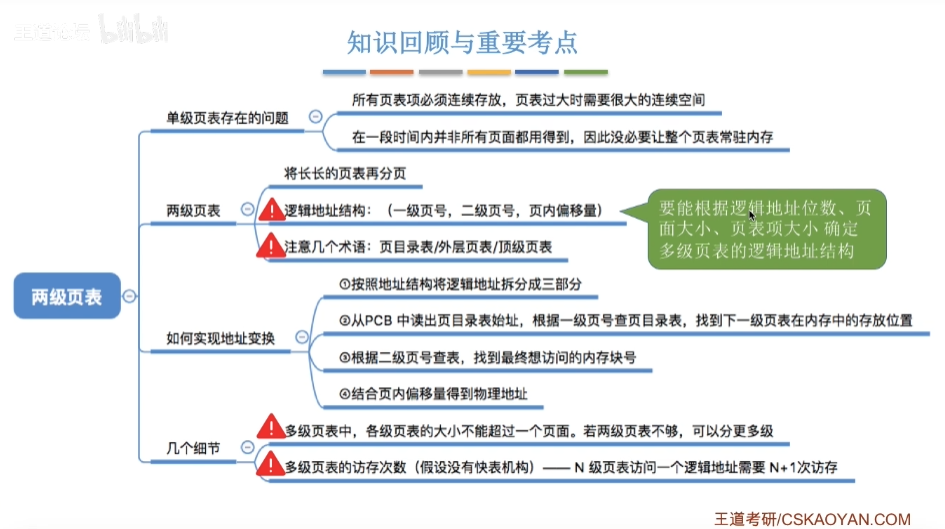 bilibili
知识回顾与重要考点
单级页表存在的问题
所有页表项必须连续存放，页表过大时需要很大的连续空间
在一段时间内并非所有页面都用得到，因此没必要让整个页表常驻内存
两级页表
将长长的页表再分页
逻辑地址结构：（一级页号，二级页号，页内偏移量）
注意几个术语：页目录表/外层页表/顶级页表
要能根据逻辑地址位数、页
面大小、页表项大小 确定
多级页表的逻辑地址结构
两级页表
如何实现地址变换
①按照地址结构将逻辑地址拆分成三部分
②从PCB 中读出页目录表始址，根据一级页号查页目录表，找到下一级页表在内存中的存放位置
③根据二级页号查表，找到最终想访问的内存块号
④结合页内偏移量得到物理地址
几个细节
多级页表中，各级页表的大小不能超过一个页面。若两级页表不够，可以分更多级
多级页表的访存次数（假设没有快表机构）—— N 级页表访问一个逻辑地址需要 N+1次访存
王道考研/CSKAOYAN.COM